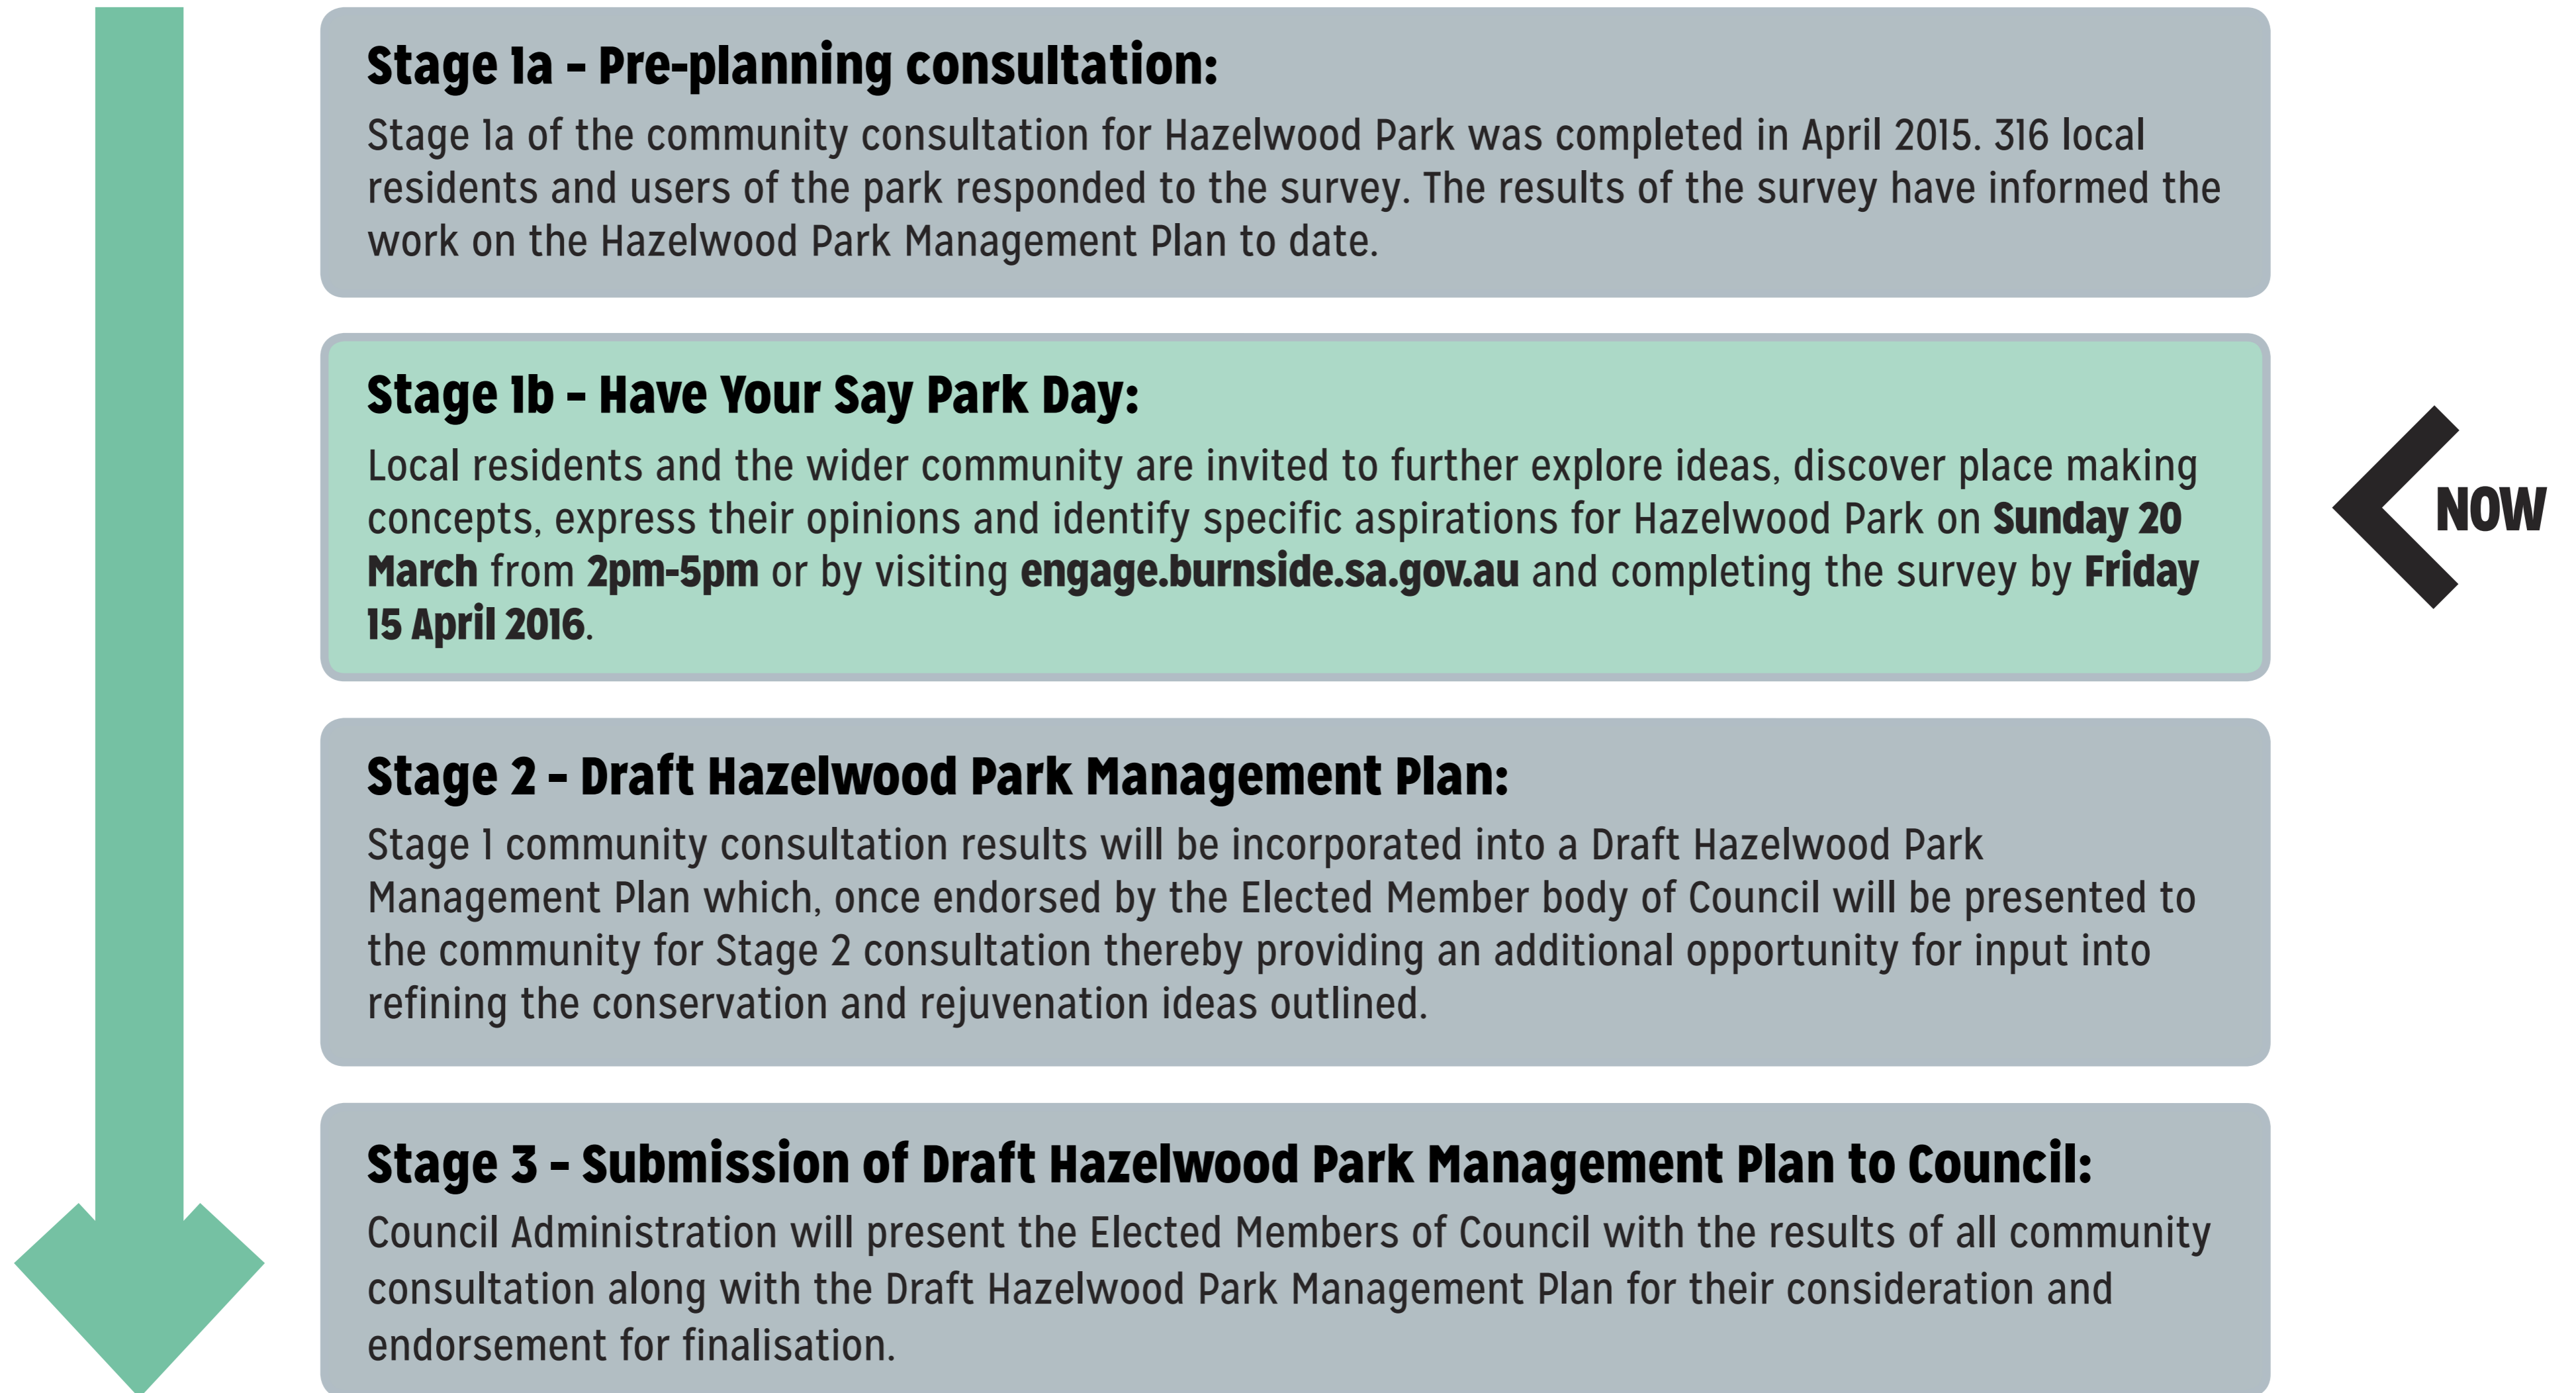 Stage 1a - Pre-planning consultation:
Stage 1a of the community consultation for Hazelwood Park was completed in April 2015. 316 local
residents and users of the park responded to the survey. The results of the survey have informed the
work on the Hazelwood Park Management Plan to date.
Stage 1b - Have Your Say Park Day:
Local residents and the wider community are invited to further explore ideas, discover place making
concepts, express their opinions and identify specific aspirations for Hazelwood Park on Sunday 20
March from 2pm-5pm or by visiting engage.burnside.sa.gov.au and completing the survey by Friday
15 April 2016.
NOW
Stage 2 - Draft Hazelwood Park Management Plan:
Stage 1 community consultation results will be incorporated into a Draft Hazelwood Park
Management Plan which, once endorsed by the Elected Member body of Council will be presented to
the community for Stage 2 consultation thereby providing an additional opportunity for input into
refining the conservation and rejuvenation ideas outlined.
Stage 3 - Submission of Draft Hazelwood Park Management Plan to Council:
Council Administration will present the Elected Members of Council with the results of all community
consultation along with the Draft Hazelwood Park Management Plan for their consideration and
endorsement for finalisation.